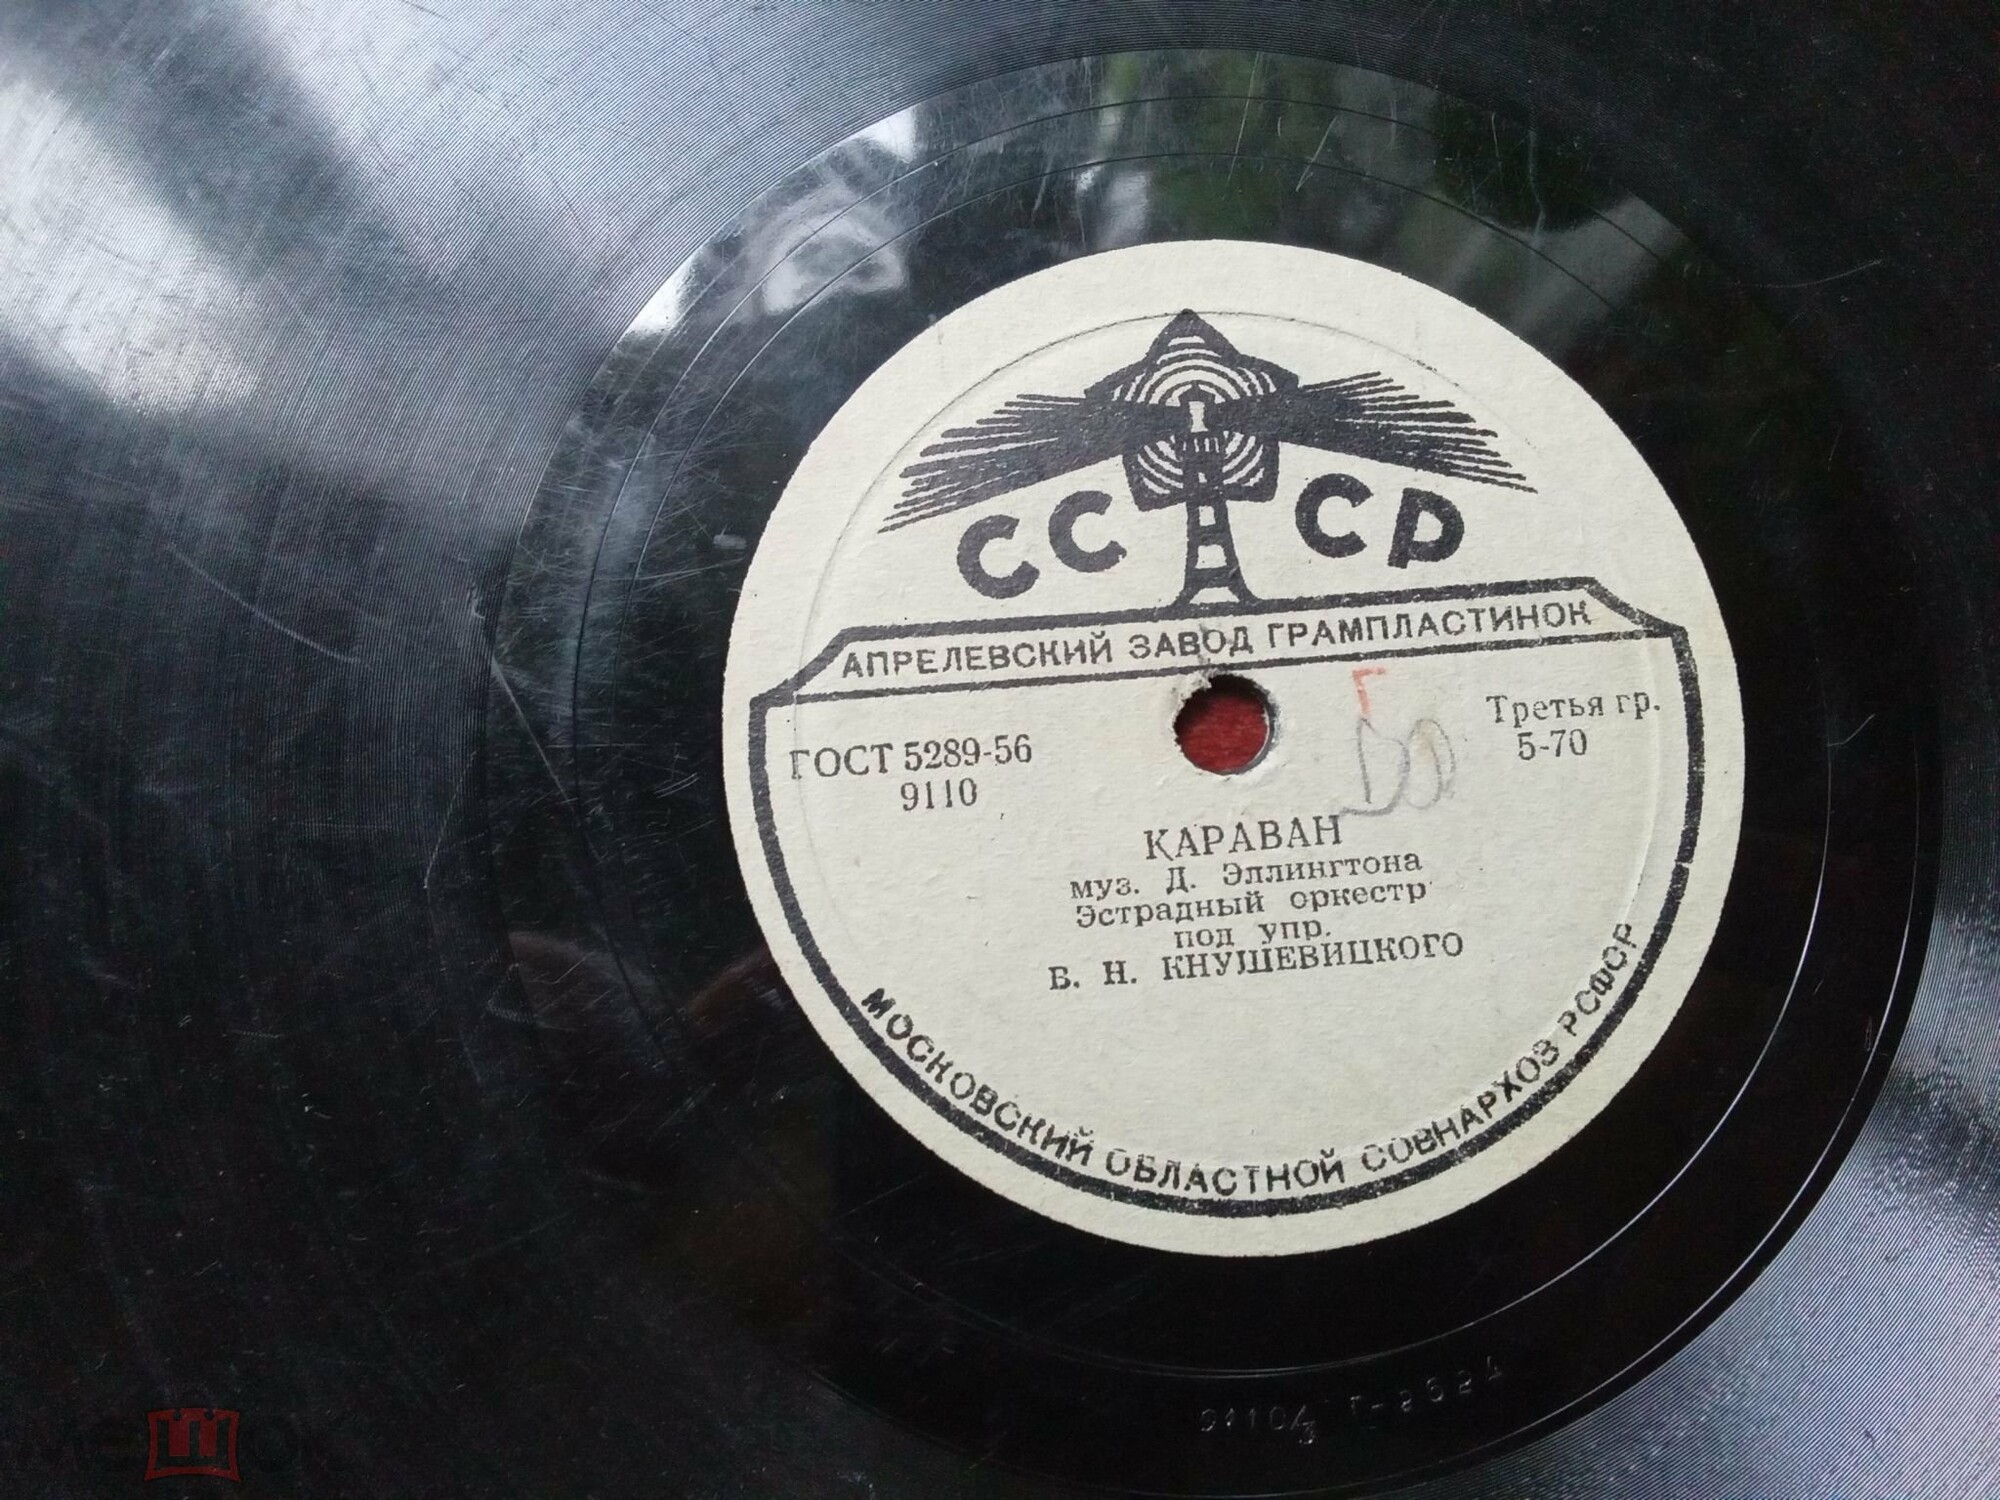 СССР
АПРЕЛЕВСКИЙ ЗАВОД ГРАМПЛАСТИНОК
Г
ГОСТ 5289-56
9110
Третья гр.
5-70
КАРАВАН
муз. Д. Эллингтона
Эстрадный оркестр
под упр.
В. Н. КНУШЕВИЦКОГО
МОСКОВСКИЙ ОБЛАСТНОЙ СОВНАРХОЗ РСФСР
мешок